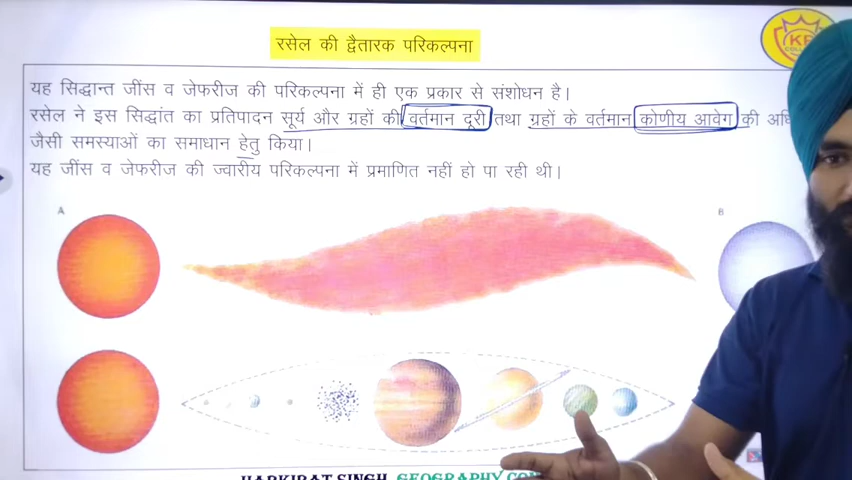 रसेल की द्वैतारक परिकल्पना
यह सिद्धान्त जींस व जेफरीज की परिकल्पना में ही एक प्रकार से संशोधन है।
रसेल ने इस सिद्धांत का प्रतिपादन सूर्य और ग्रहों की वर्तमान दूरी तथा ग्रहों के वर्तमान कोणीय आवेग की
जैसी समस्याओं का समाधान हेतु किया।
यह जींस व जेफरीज की ज्वारीय परिकल्पना में प्रमाणित नहीं हो पा रही थी।
A
B
HARKIRAT SINGH GEOGRAPHY